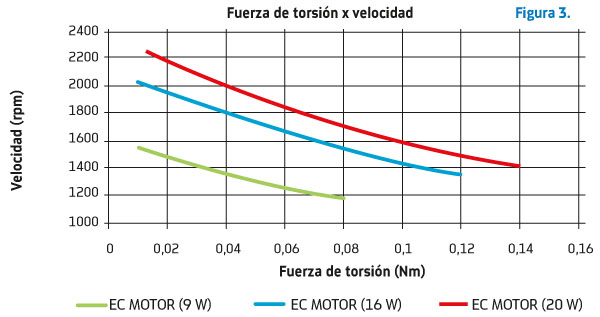 Fuerza de torsión x velocidad
Figura 3.
2400
2200
2000
1800
1600
1400
1200
1000
Velocidad (rpm)
0 0,02 0,04 0,06 0,08 0,1 0,12 0,14 0,16
Fuerza de torsión (Nm)
EC MOTOR (9 W) EC MOTOR (16 W) EC MOTOR (20 W)